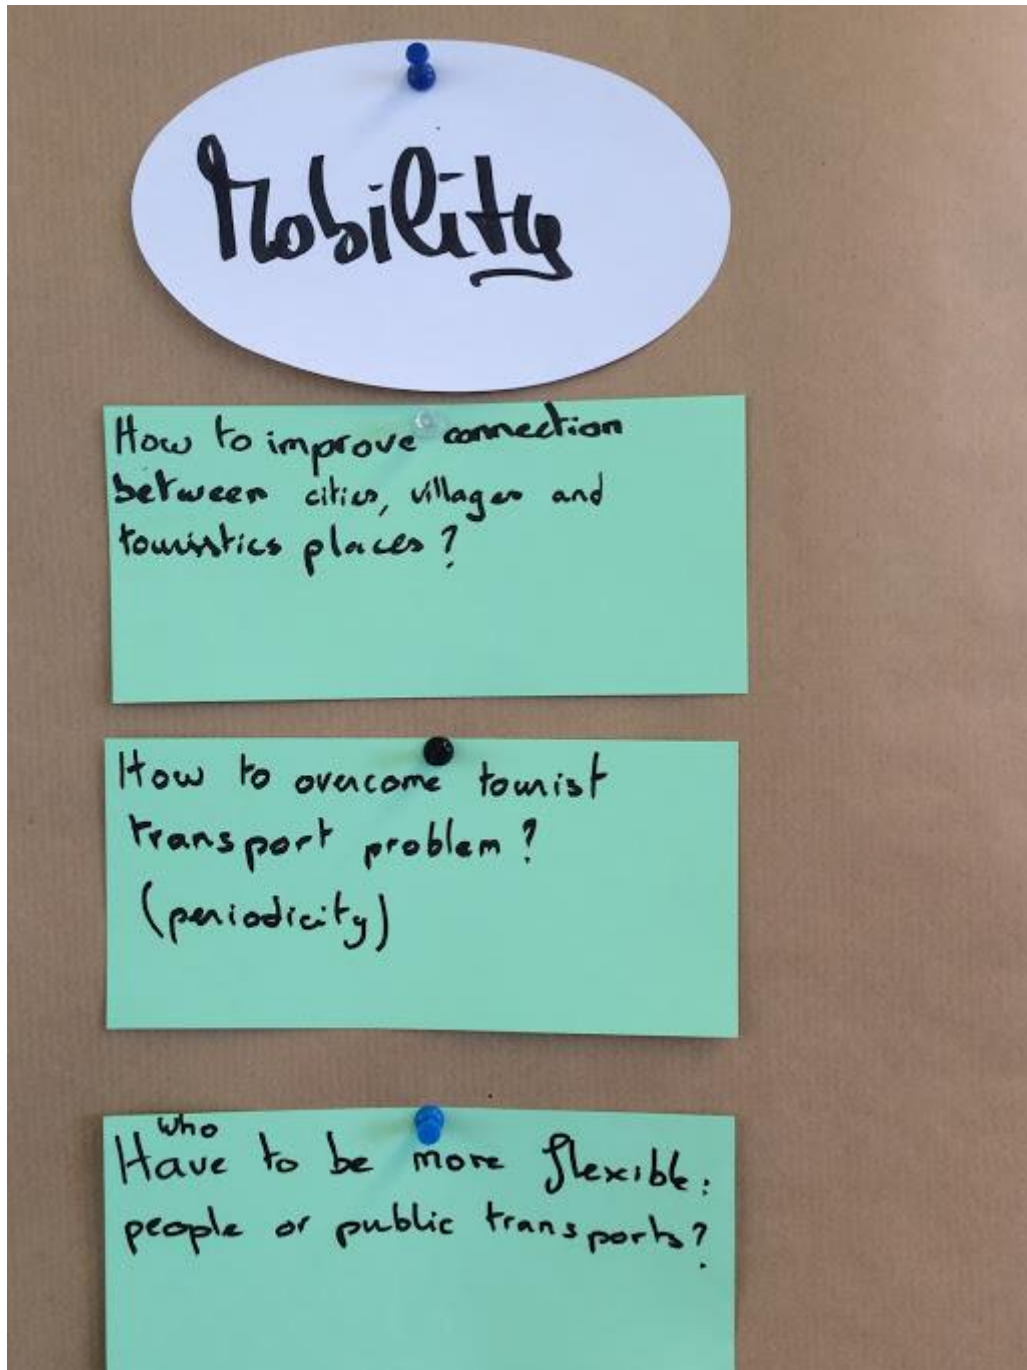 Mobility
How to improve connection
between cities, villages and
touristics places?
How to overcome tourist
transport problem?
(periodicity)
who
Have to be more flexible:
people or public transports?